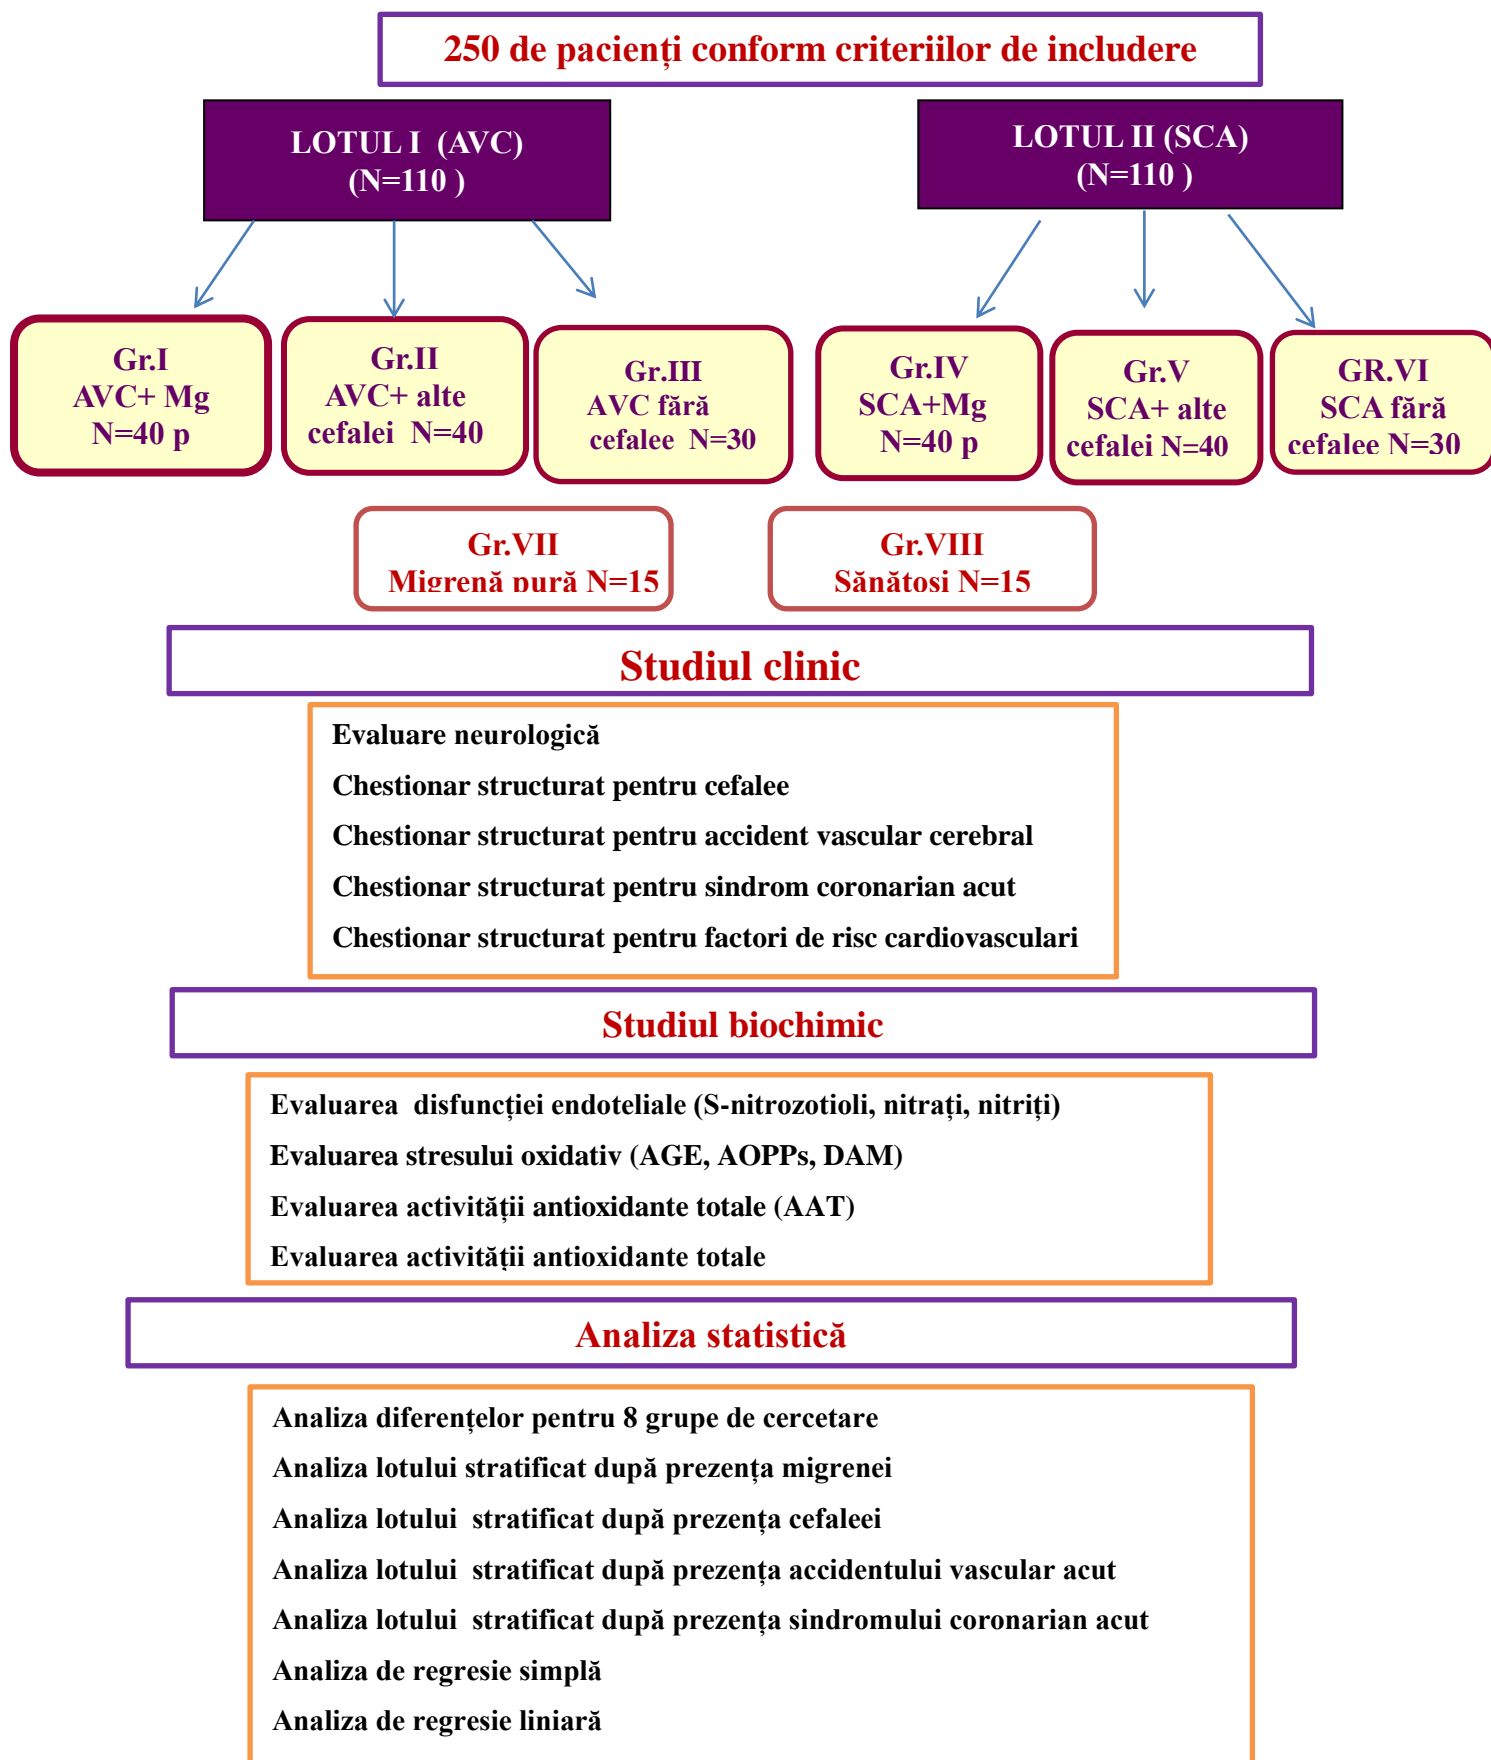 250 de pacienți conform criteriilor de includere
LOTUL I (AVC)
(N=110 )
LOTUL II (SCA)
(N=110 )
Gr.I
AVC+ Mg
N=40 p
Gr.II
AVC+ alte
cefalei N=40
Gr.III
AVC fără
cefalee N=30
Gr.IV
SCA+Mg
N=40 p
Gr.V
SCA+ alte
cefalei N=40
GR.VI
SCA fără
cefalee N=30
Gr.VII
Migrenă pură N=15
Gr.VIII
Sănătosi N=15
Studiul clinic
Evaluare neurologică
Chestionar structurat pentru cefalee
Chestionar structurat pentru accident vascular cerebral
Chestionar structurat pentru sindrom coronarian acut
Chestionar structurat pentru factori de risc cardiovasculari
Studiul biochimic
Evaluarea disfuncției endoteliale (S-nitrozotioli, nitrați, nitriți)
Evaluarea stresului oxidativ (AGE, AOPPs, DAM)
Evaluarea activității antioxidante totale (AAT)
Evaluarea activității antioxidante totale
Analiza statistică
Analiza diferențelor pentru 8 grupe de cercetare
Analiza lotului stratificat după prezența migrenei
Analiza lotului stratificat după prezența cefaleei
Analiza lotului stratificat după prezența accidentului vascular acut
Analiza lotului stratificat după prezența sindromului coronarian acut
Analiza de regresie simplă
Analiza de regresie liniară